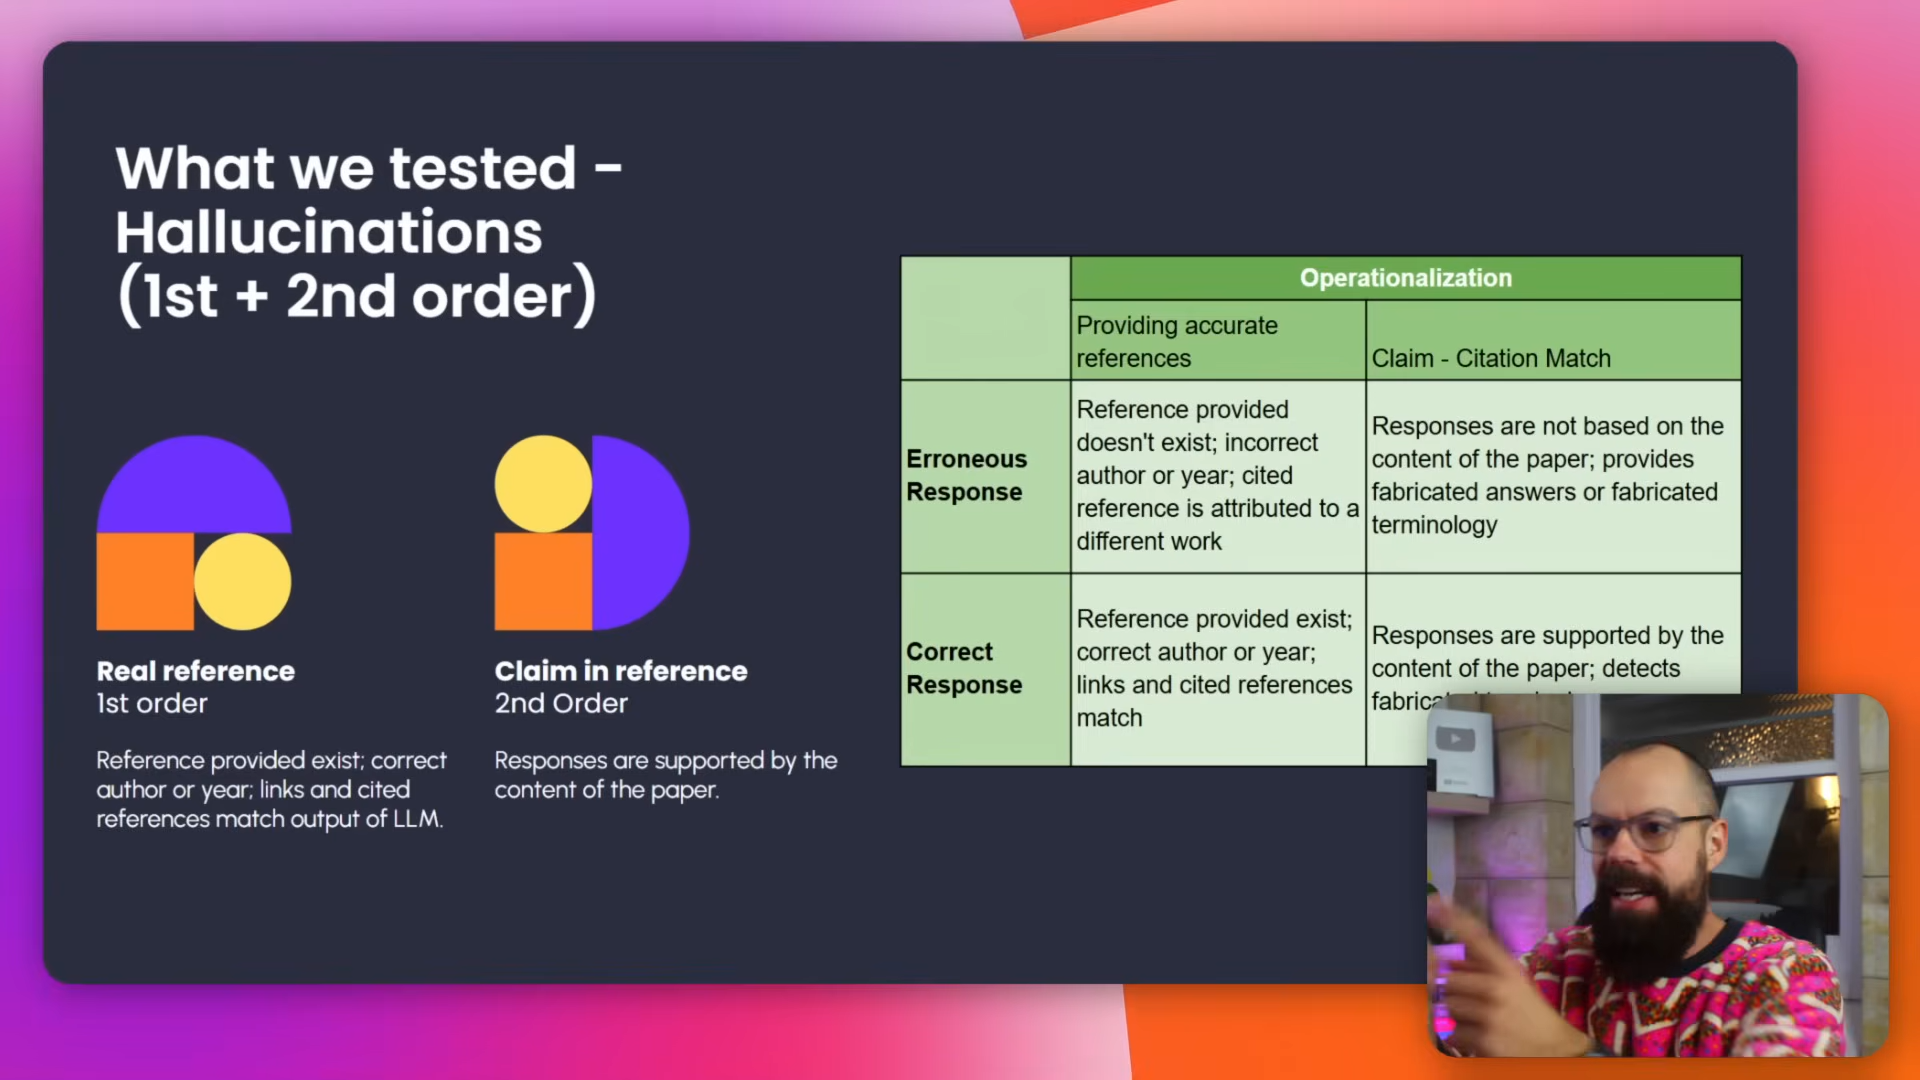 What we tested -
Hallucinations
(1st + 2nd order)
Real reference
1st order
Reference provided exist; correct
author or year; links and cited
references match output of LLM.
Claim in reference
2nd Order
Responses are supported by the
content of the paper.
Operationalization
Providing accurate
references
Claim - Citation Match
Erroneous
Response
Reference provided
doesn't exist; incorrect
author or year; cited
reference is attributed to a
different work
Responses are not based on the
content of the paper; provides
fabricated answers or fabricated
terminology
Correct
Response
Reference provided exist;
correct author or year;
links and cited references
match
Responses are supported by the
content of the paper; detects